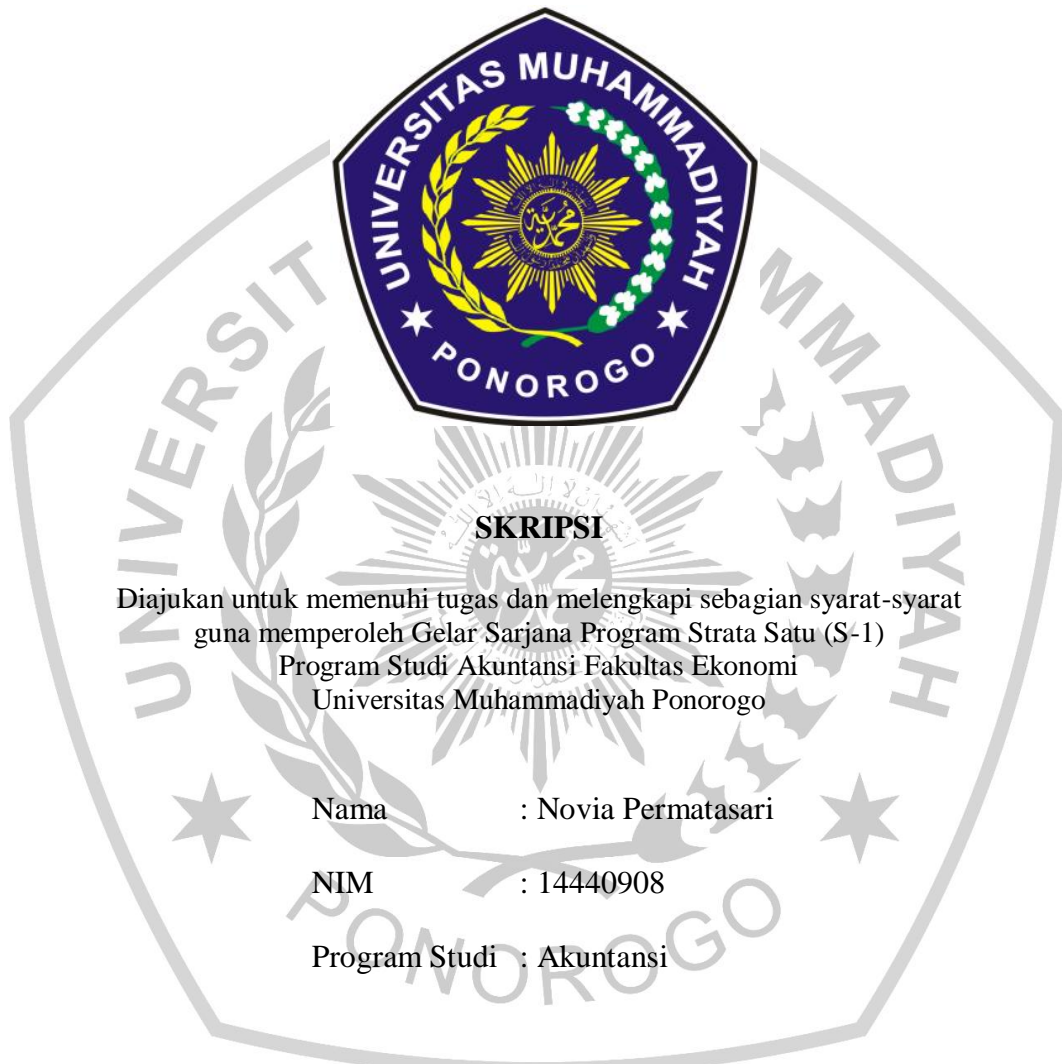 UNIVERSITAS MUHAMMADIYAH
PONOROGO
SKRIPSI
Diajukan untuk memenuhi tugas dan melengkapi sebagian syarat-syarat
guna memperoleh Gelar Sarjana Program Strata Satu (S-1)
Program Studi Akuntansi Fakultas Ekonomi
Universitas Muhammadiyah Ponorogo
Nama : Novia Permatasari
NIM : 14440908
Program Studi : Akuntansi